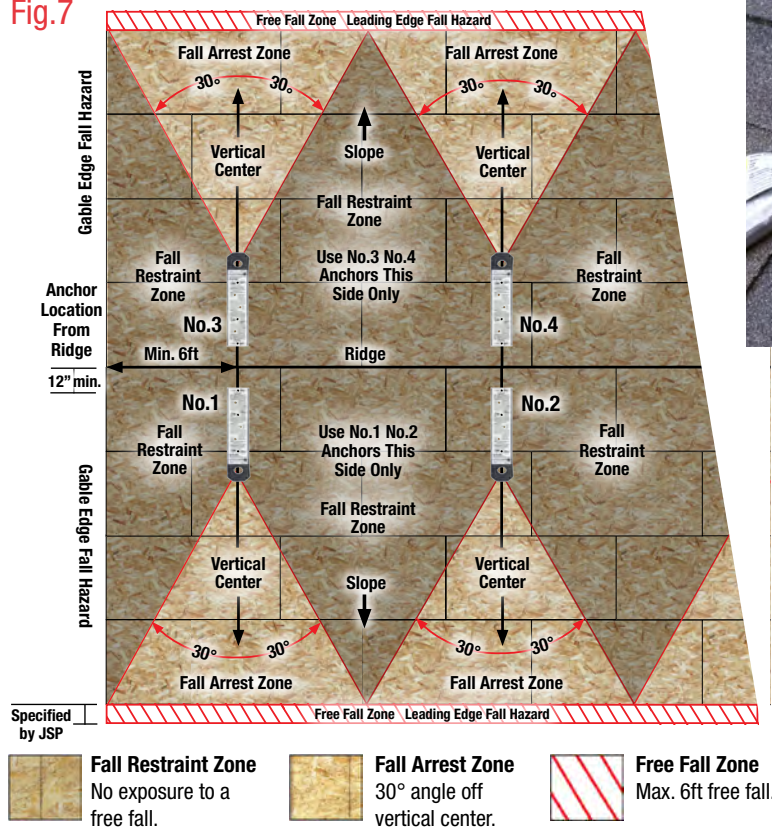 Fig.7
Free Fall Zone Leading Edge Fall Hazard
Fall Arrest Zone
Fall Arrest Zone
30°
30°
30°
30°
Gable Edge Fall Hazard
Vertical
Center
Slope
Vertical
Center
Fall Restraint
Zone
Fall
Restraint
Zone
Use No.3 No.4
Anchors This
Side Only
Fall
Restraint
Zone
Anchor
Location
From
Ridge
No.3
No.4
Min. 6ft
Ridge
12” min.
No.1
No.2
Fall
Restraint
Zone
Use No.1 No.2
Anchors This
Side Only
Fall
Restraint
Zone
Gable Edge Fall Hazard
Fall Restraint
Zone
Vertical
Center
Slope
Vertical
Center
30°
30°
30°
30°
Fall Arrest Zone
Fall Arrest Zone
Specified
by JSP
Free Fall Zone Leading Edge Fall Hazard
Fall Restraint Zone
No exposure to a
free fall.
Fall Arrest Zone
30° angle off
vertical center.
Free Fall Zone
Max. 6ft free fall.